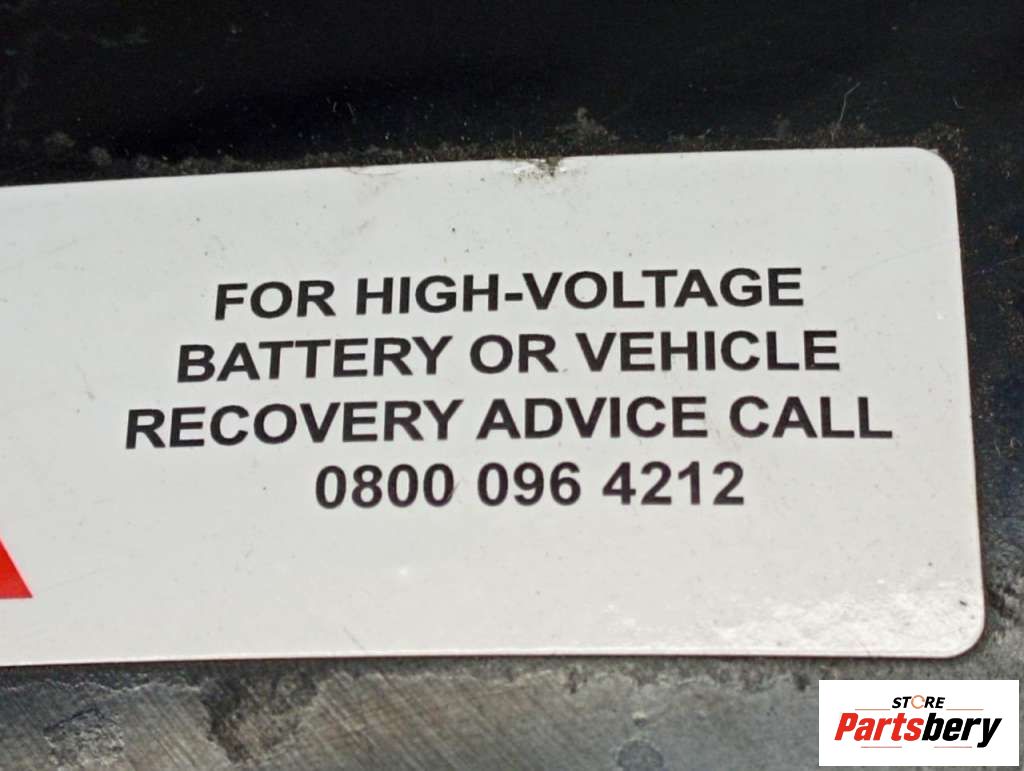 FOR HIGH-VOLTAGE
BATTERY OR VEHICLE
RECOVERY ADVICE CALL
0800 096 4212
STORE
Partsbery